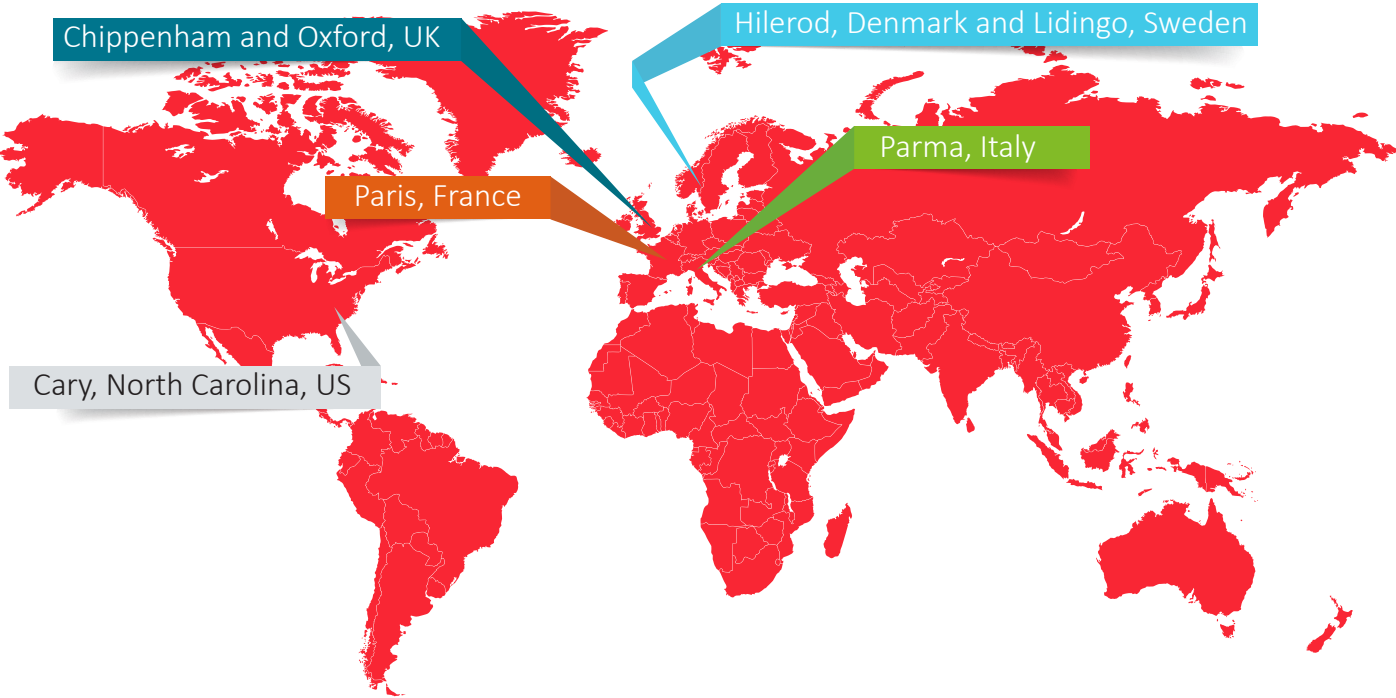 Chippenham and Oxford, UK
Hilerod, Denmark and Lidingo, Sweden
Parma, Italy
Paris, France
Cary, North Carolina, US